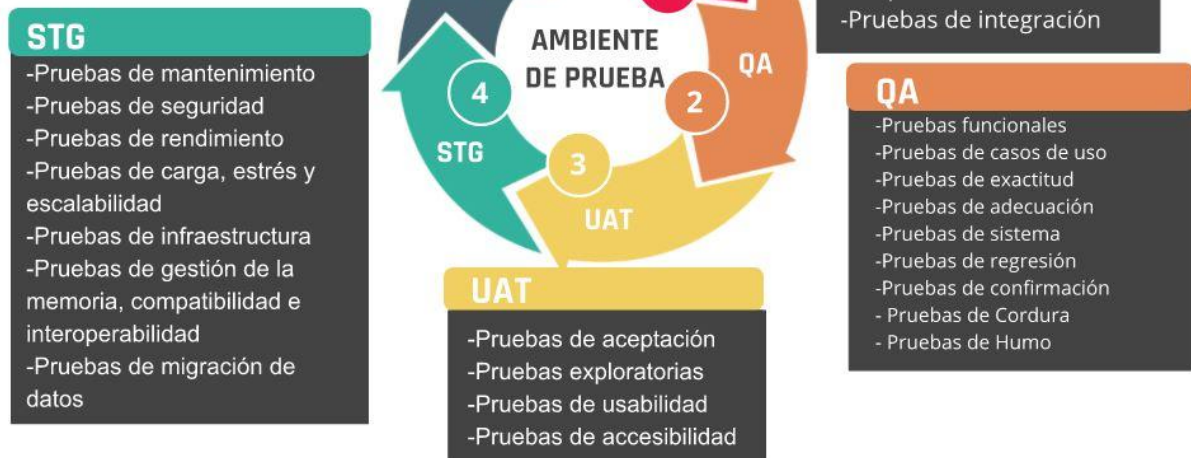 STG
-Pruebas de mantenimiento
-Pruebas de seguridad
-Pruebas de rendimiento
-Pruebas de carga, estrés y
escalabilidad
-Pruebas de infraestructura
-Pruebas de gestión de la
memoria, compatibilidad e
interoperabilidad
-Pruebas de migración de
datos
AMBIENTE
DE PRUEBA
QA
2
4
STG
3
UAT
UAT
-Pruebas de aceptación
-Pruebas exploratorias
-Pruebas de usabilidad
-Pruebas de accesibilidad
-Pruebas de integración
QA
-Pruebas funcionales
-Pruebas de casos de uso
-Pruebas de exactitud
-Pruebas de adecuación
-Pruebas de sistema
-Pruebas de regresión
-Pruebas de confirmación
- Pruebas de Cordura
- Pruebas de Humo